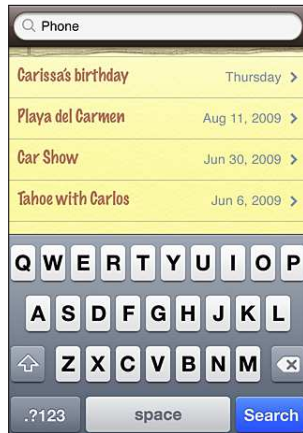 Phone
Carissa's birthday Thursday
Playa del Carmen Aug 11, 2009
Car Show Jun 30, 2009
Tahoe with Carlos Jun 6, 2009
Q W E R T Y U I O P
A S D F G H J K L
Z X C V B N M
.?123 space Search